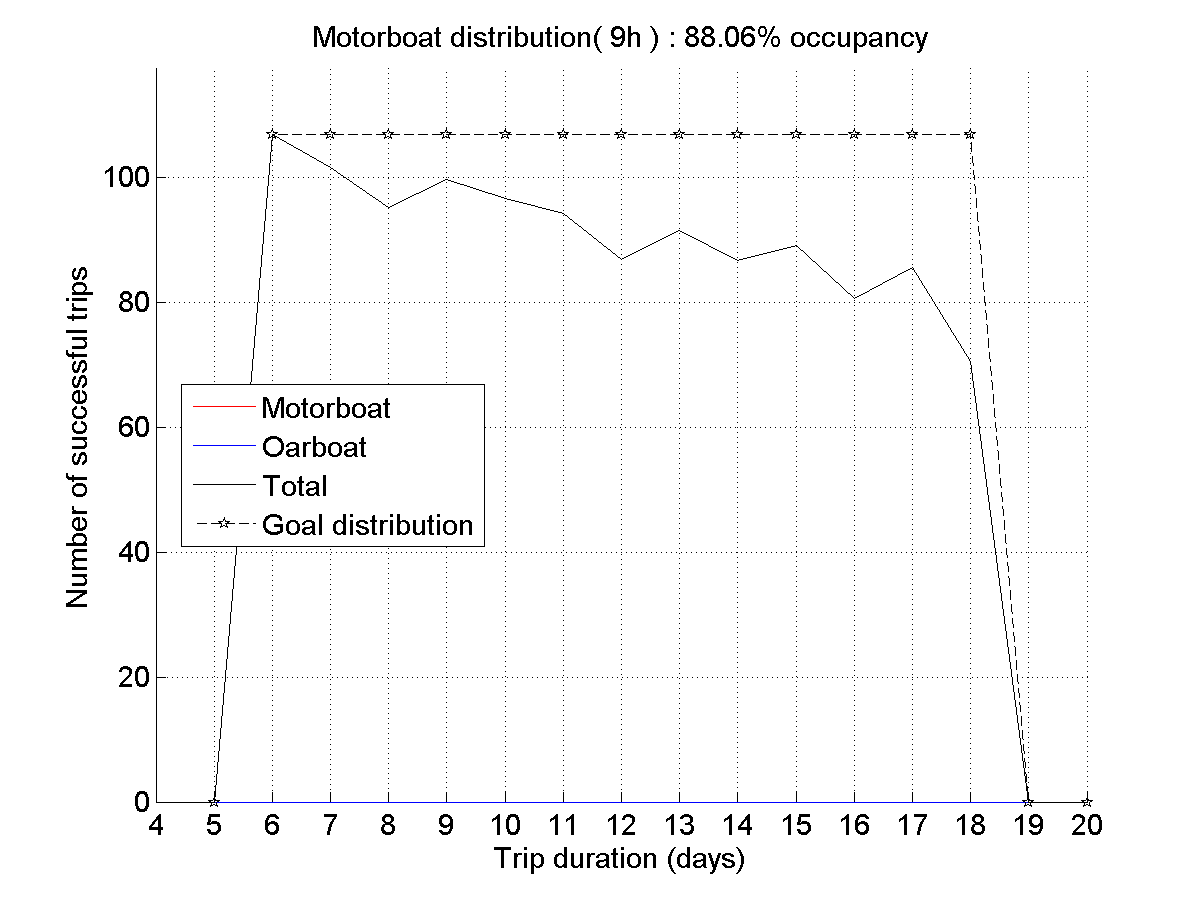 Motorboat distribution( 9h ) : 88.06% occupancy
Number of successful trips
100
80
60
40
20
0
Motorboat
Oarboat
Total
Goal distribution
4 5 6 7 8 9 10 11 12 13 14 15 16 17 18 19 20
Trip duration (days)